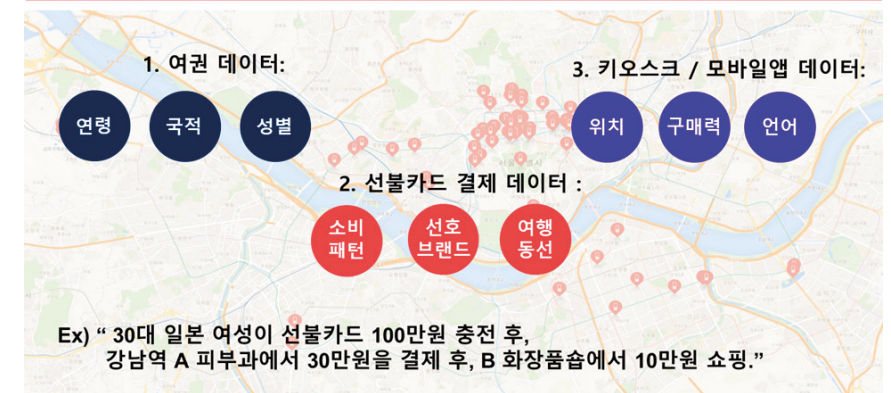 1. 여권 데이터:
연령
국적
성별
3. 키오스크 / 모바일앱 데이터:
위치
구매력
언어
2. 선불카드 결제 데이터 :
소비
패턴
선호
브랜드
여행
동선
Ex) “ 30대 일본 여성이 선불카드 100만원 충전 후,
강남역 A 피부과에서 30만원을 결제 후, B 화장품숍에서 10만원 쇼핑.”